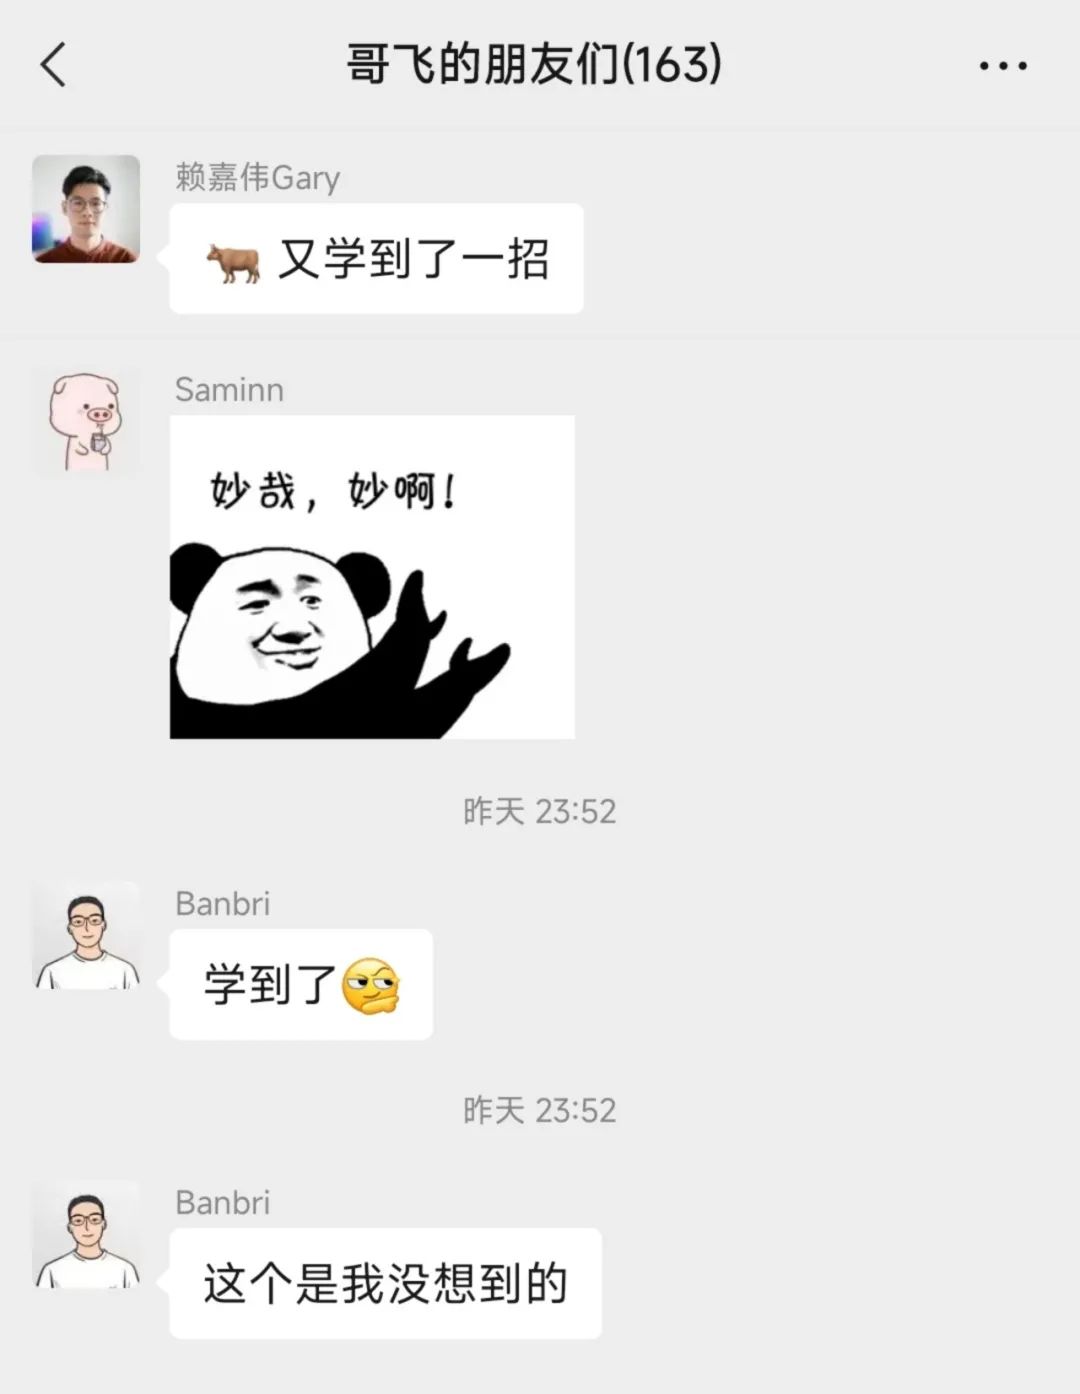 哥飞的朋友们(163)
赖嘉伟Gary
🐂 又学到了一招
Saminn
妙哉，妙啊！
昨天 23:52
Banbri
学到了
昨天 23:52
Banbri
这个是我没想到的